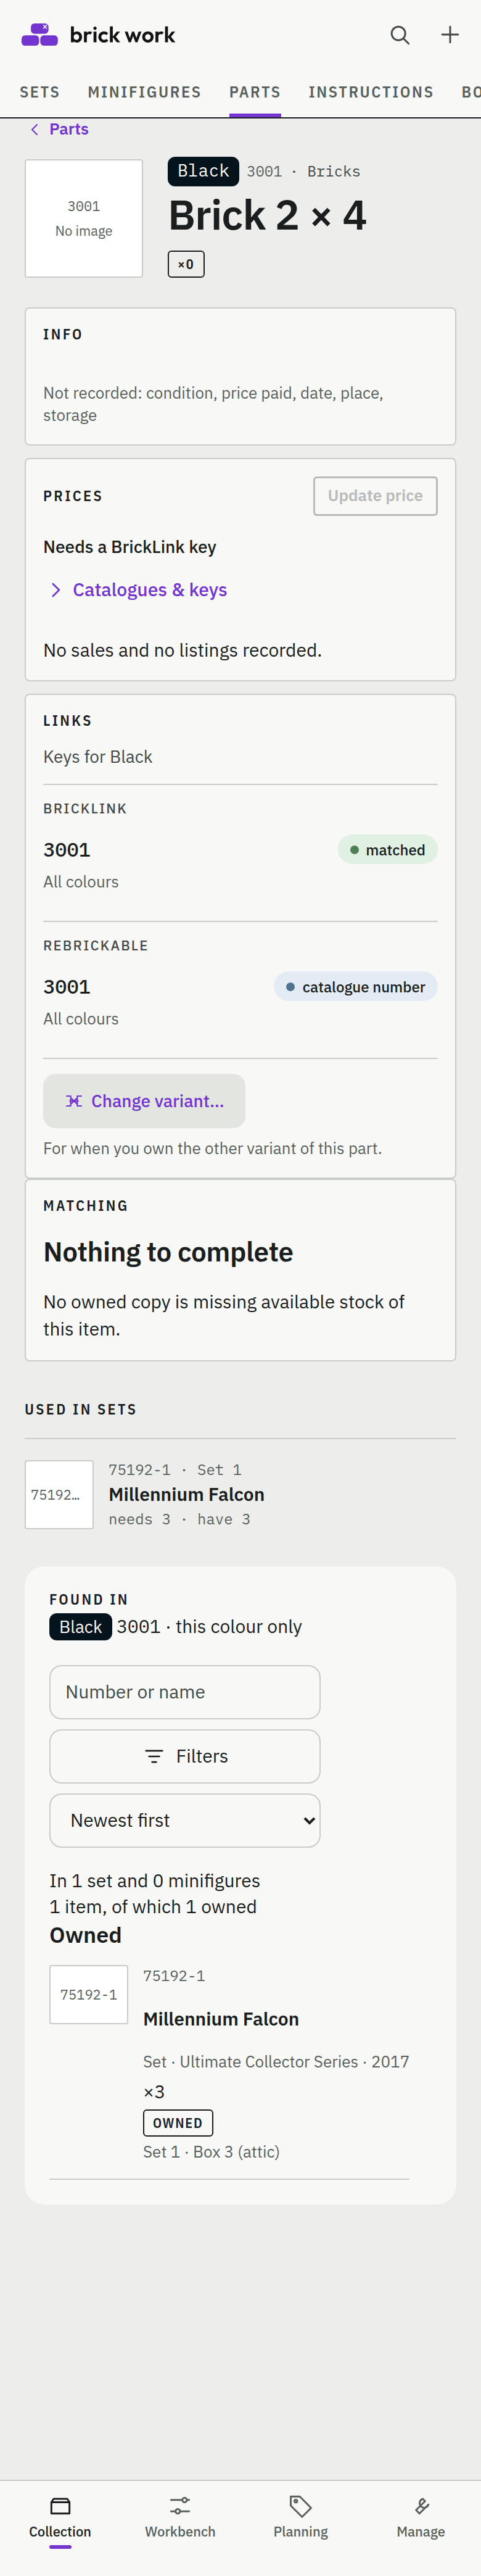 brick work
SETS MINIFIGURES PARTS INSTRUCTIONS BO
Parts
3001
No image
Black 3001 · Bricks
Brick 2 × 4
×0
INFO
Not recorded: condition, price paid, date, place,
storage
PRICES
Update price
Needs a BrickLink key
Catalogues & keys
No sales and no listings recorded.
LINKS
Keys for Black
BRICKLINK
3001
matched
All colours
REBRICKABLE
3001
catalogue number
All colours
Change variant...
For when you own the other variant of this part.
MATCHING
Nothing to complete
No owned copy is missing available stock of
this item.
USED IN SETS
75192...
75192-1 · Set 1
Millennium Falcon
needs 3 · have 3
FOUND IN
Black 3001 · this colour only
Number or name
Filters
Newest first
In 1 set and 0 minifigures
1 item, of which 1 owned
Owned
75192-1
75192-1
Millennium Falcon
Set · Ultimate Collector Series · 2017
×3
OWNED
Set 1 · Box 3 (attic)
Collection Workbench Planning Manage